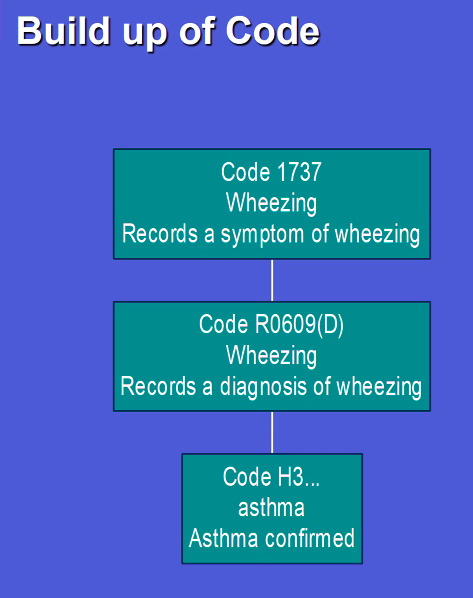 Build up of Code
Code 1737
Wheezing
Records a symptom of wheezing
Code R0609(D)
Wheezing
Records a diagnosis of wheezing
Code H3...
asthma
Asthma confirmed